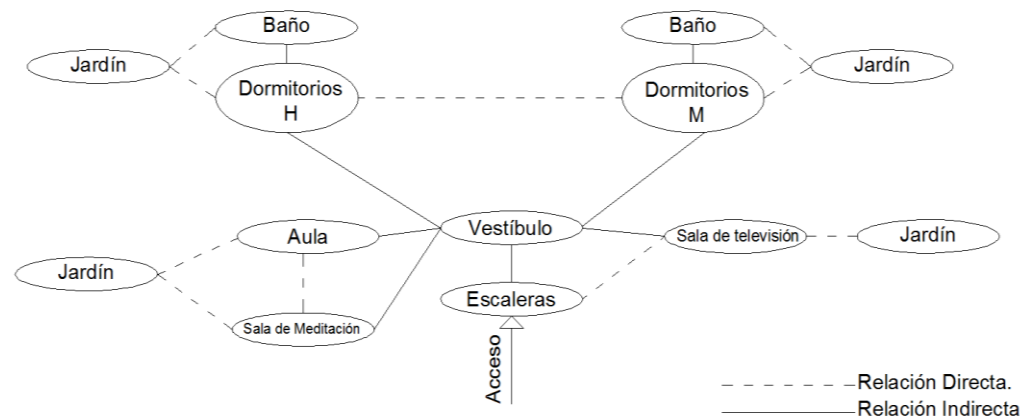 Baño
Baño
Jardín
Jardín
Dormitorios
H
Dormitorios
M
Vestíbulo
Aula
Sala de televisión
Jardín
Jardín
Escaleras
Sala de Meditación
Acceso
Relación Directa.
Relación Indirecta